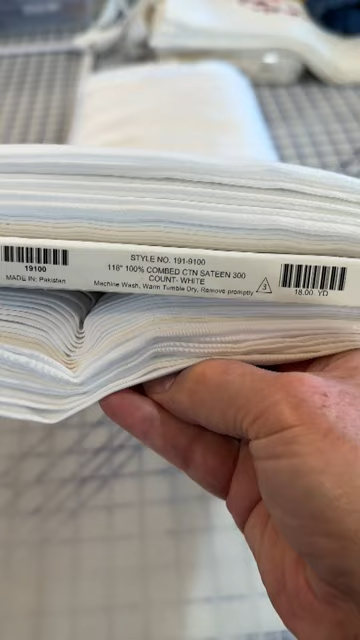 STYLE NO. 191-9100
19100
118" 100% COMBED CTN SATEEN 300
COUNT- WHITE
MADE IN: Pakistan
Machine Wash, Warm Tumble Dry, Remove promptly
18.00 YD